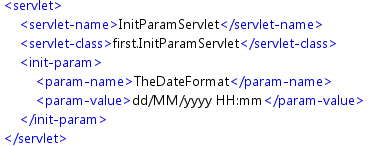 <servlet>
<servlet-name>InitParamServlet</servlet-name>
<servlet-class>first.InitParamServlet</servlet-class>
<init-param>
<param-name>TheDateFormat</param-name>
<param-value>dd/MM/yyyy HH:mm</param-value>
</init-param>
</servlet>